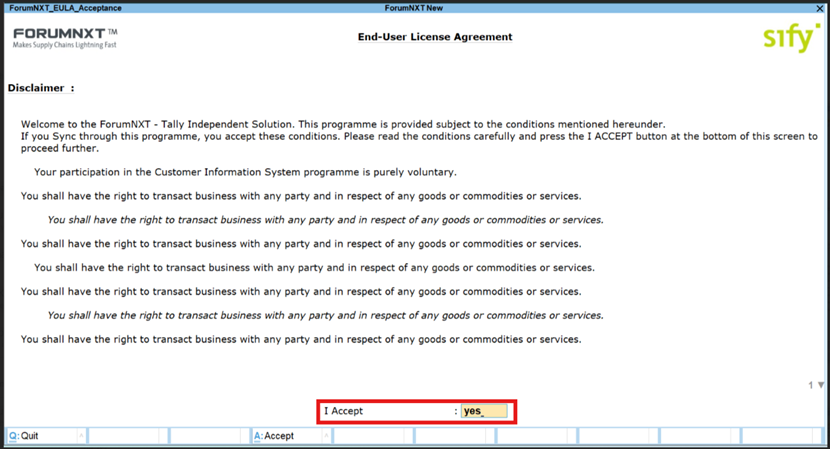 ForumNXT_EULA_Acceptance ForumNXT New X
FORUMNXT™
Makes Supply Chains Lightning Fast
End-User License Agreement
sify
Disclaimer :
Welcome to the ForumNXT - Tally Independent Solution. This programme is provided subject to the conditions mentioned hereunder.
If you Sync through this programme, you accept these conditions. Please read the conditions carefully and press the I ACCEPT button at the bottom of this screen to
proceed further.
Your participation in the Customer Information System programme is purely voluntary.
You shall have the right to transact business with any party and in respect of any goods or commodities or services.
You shall have the right to transact business with any party and in respect of any goods or commodities or services.
You shall have the right to transact business with any party and in respect of any goods or commodities or services.
You shall have the right to transact business with any party and in respect of any goods or commodities or services.
You shall have the right to transact business with any party and in respect of any goods or commodities or services.
You shall have the right to transact business with any party and in respect of any goods or commodities or services.
You shall have the right to transact business with any party and in respect of any goods or commodities or services.
1 ▼
I Accept : yes
Q: Quit A: Accept